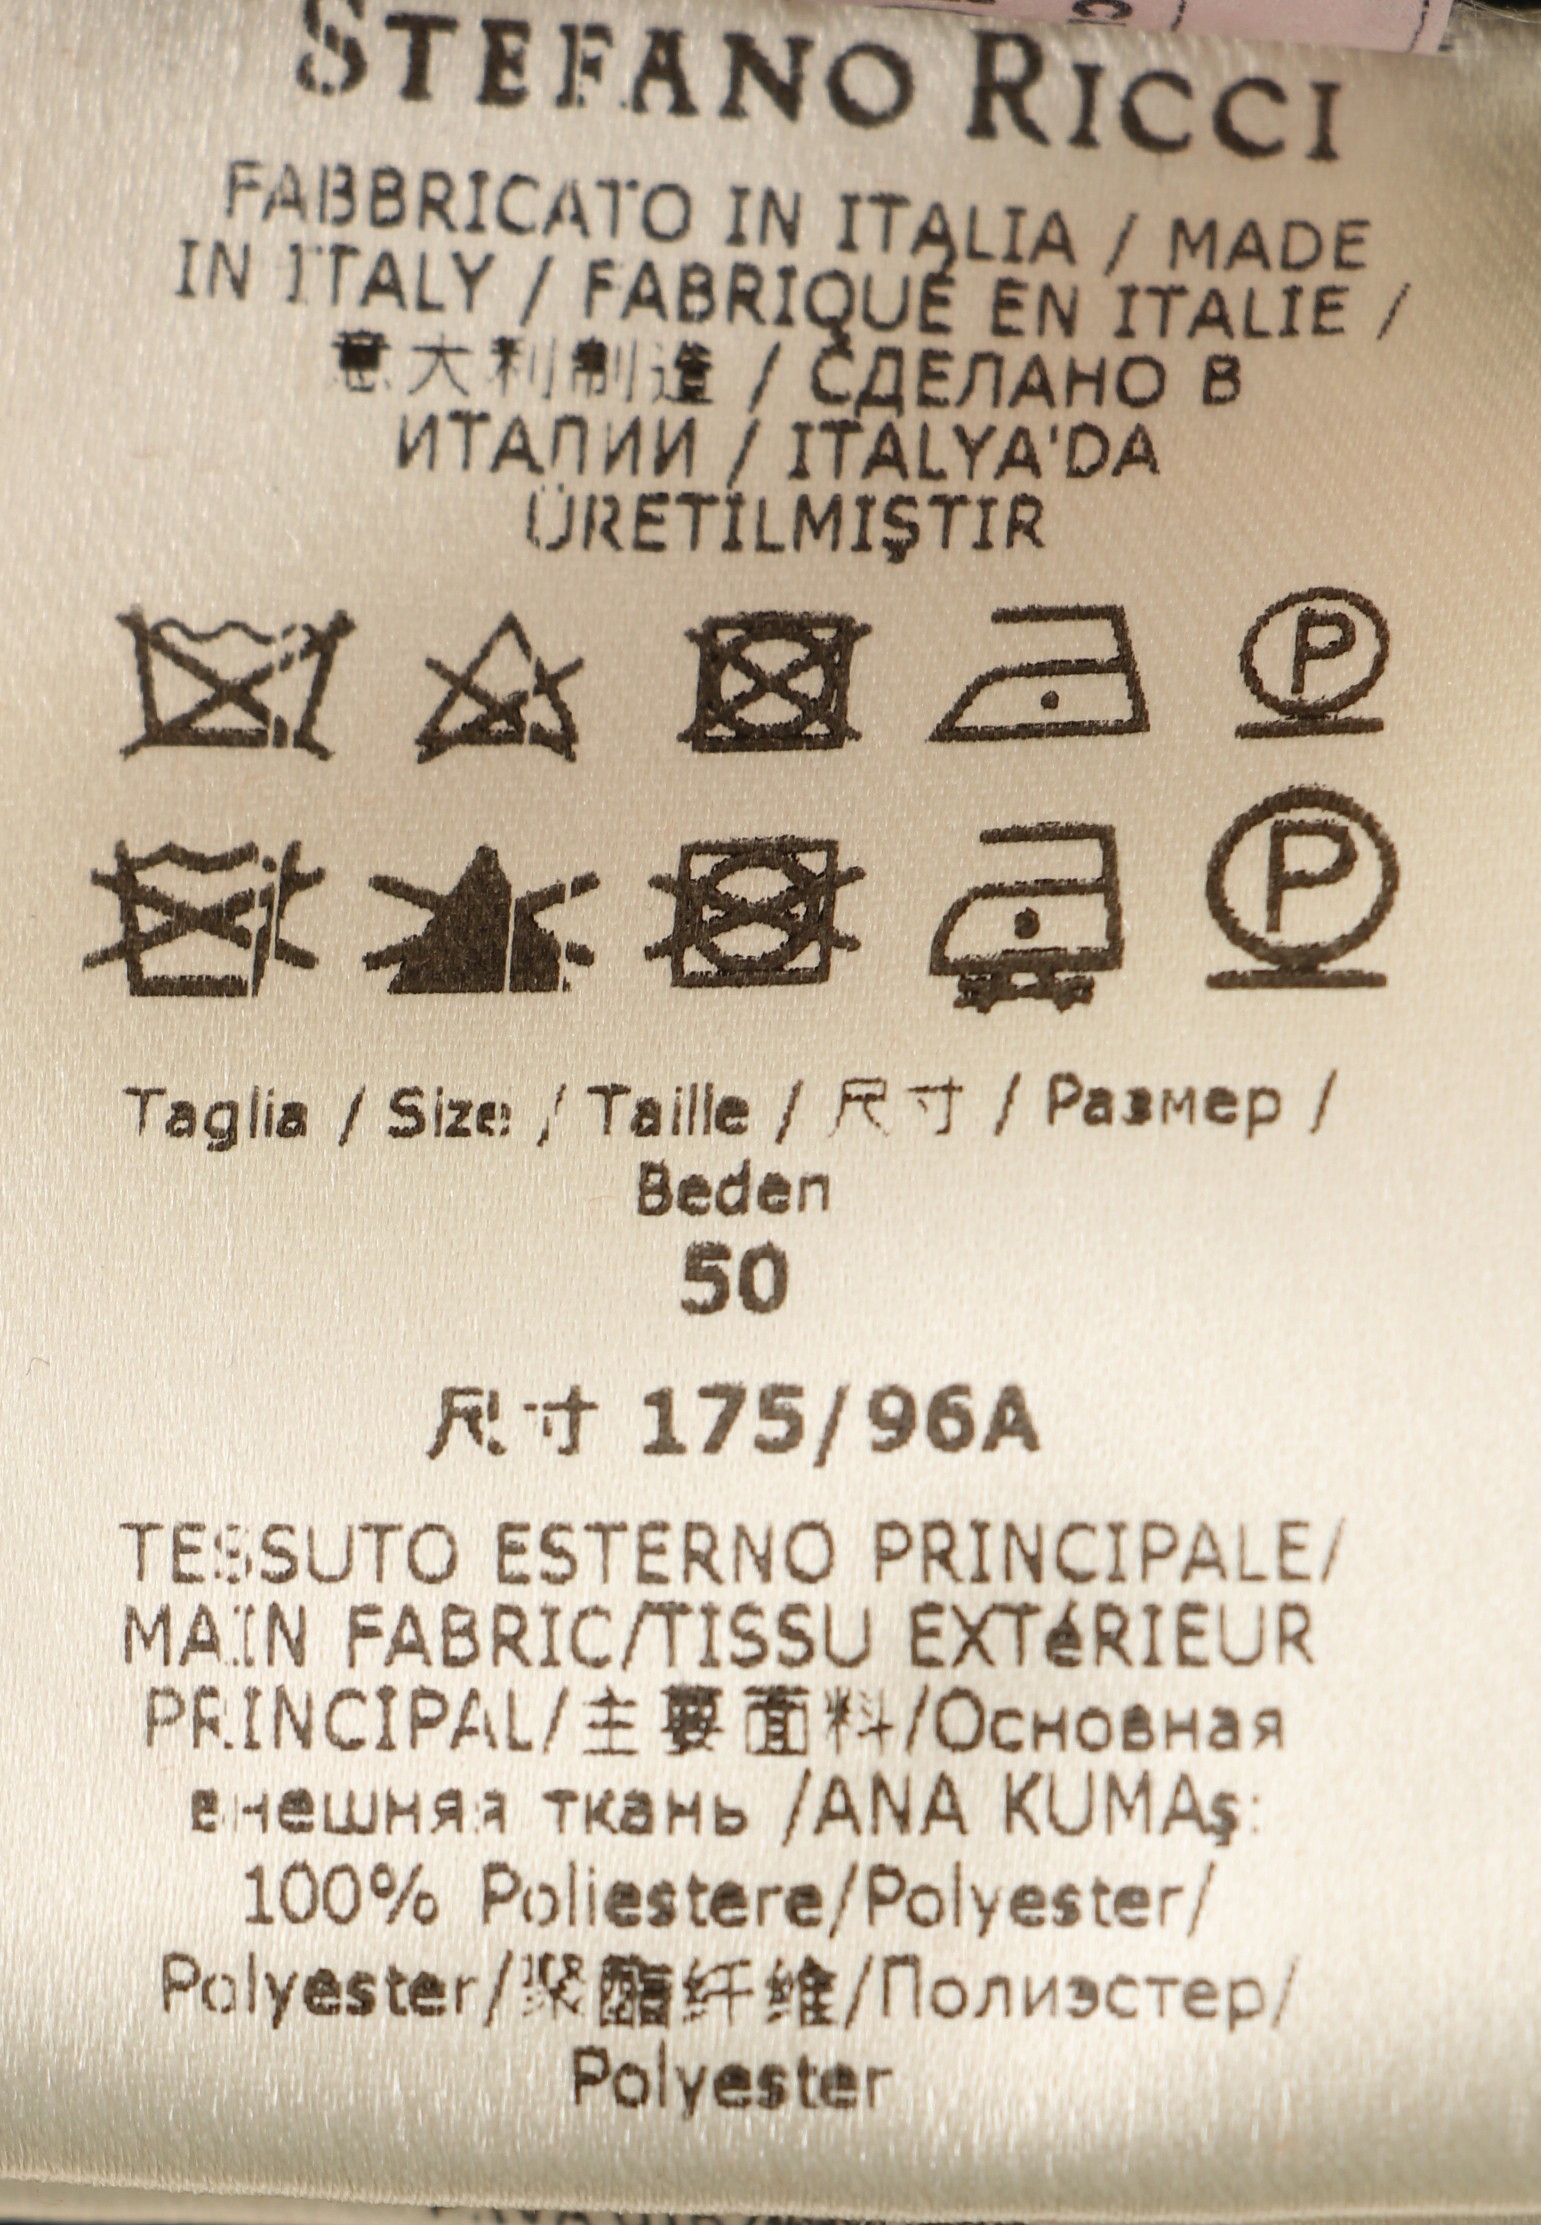 STEFANO RICCI
FABBRICATO IN ITALIA / MADE
IN ITALY / FABRIQUÉ EN ITALIE /
意大利制造 / СДЕЛАНО В
ИТАЛИИ / ITALYA'DA
ÜRETİLMIŞTIR
P
P
Taglia / Size / Taille / 尺寸 / Размер /
Beden
50
尺寸 175/96A
TESSUTO ESTERNO PRINCIPALE/
MAIN FABRIC/TISSU EXTéRIEUR
PRINCIPAL/主要面料/Основная
внешняя ткань /ANA KUMAş:
100% Poliestere/Polyester/
Polyester/聚酯纤维/Полиэстер/
Polyester